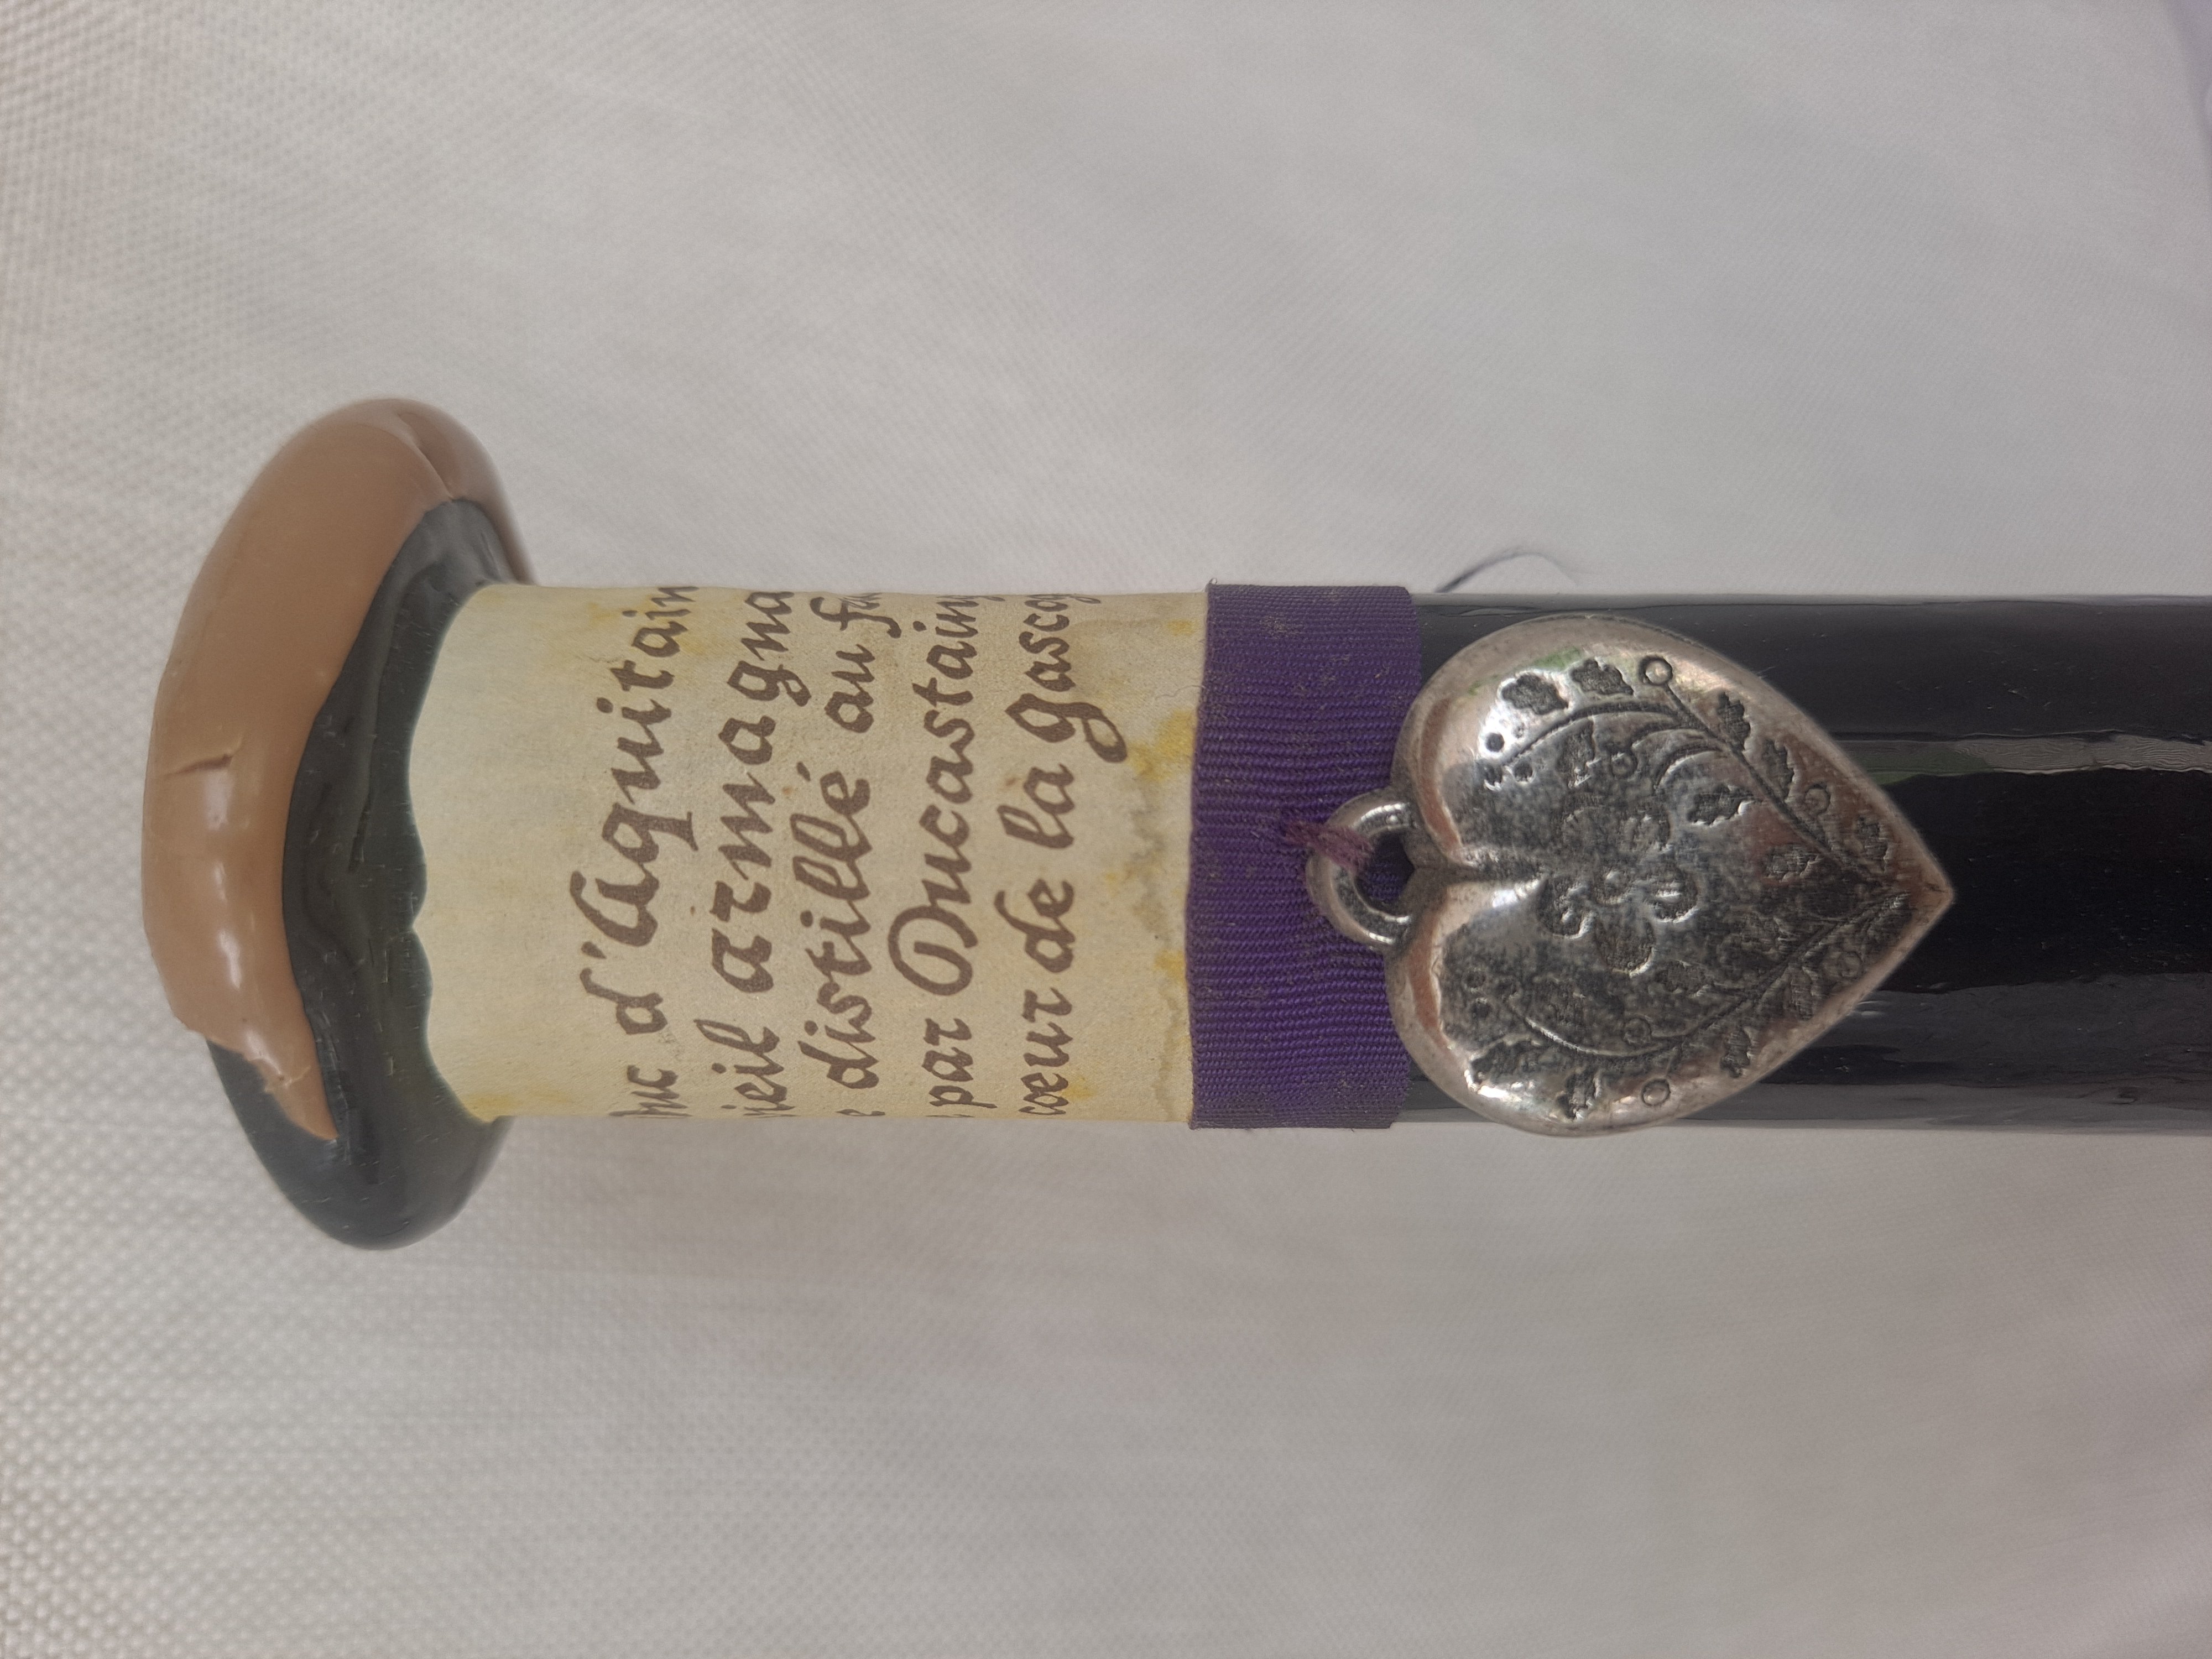 d'Aquitain
armagna
distillé au
par Ducastain
coeur de la Gascog